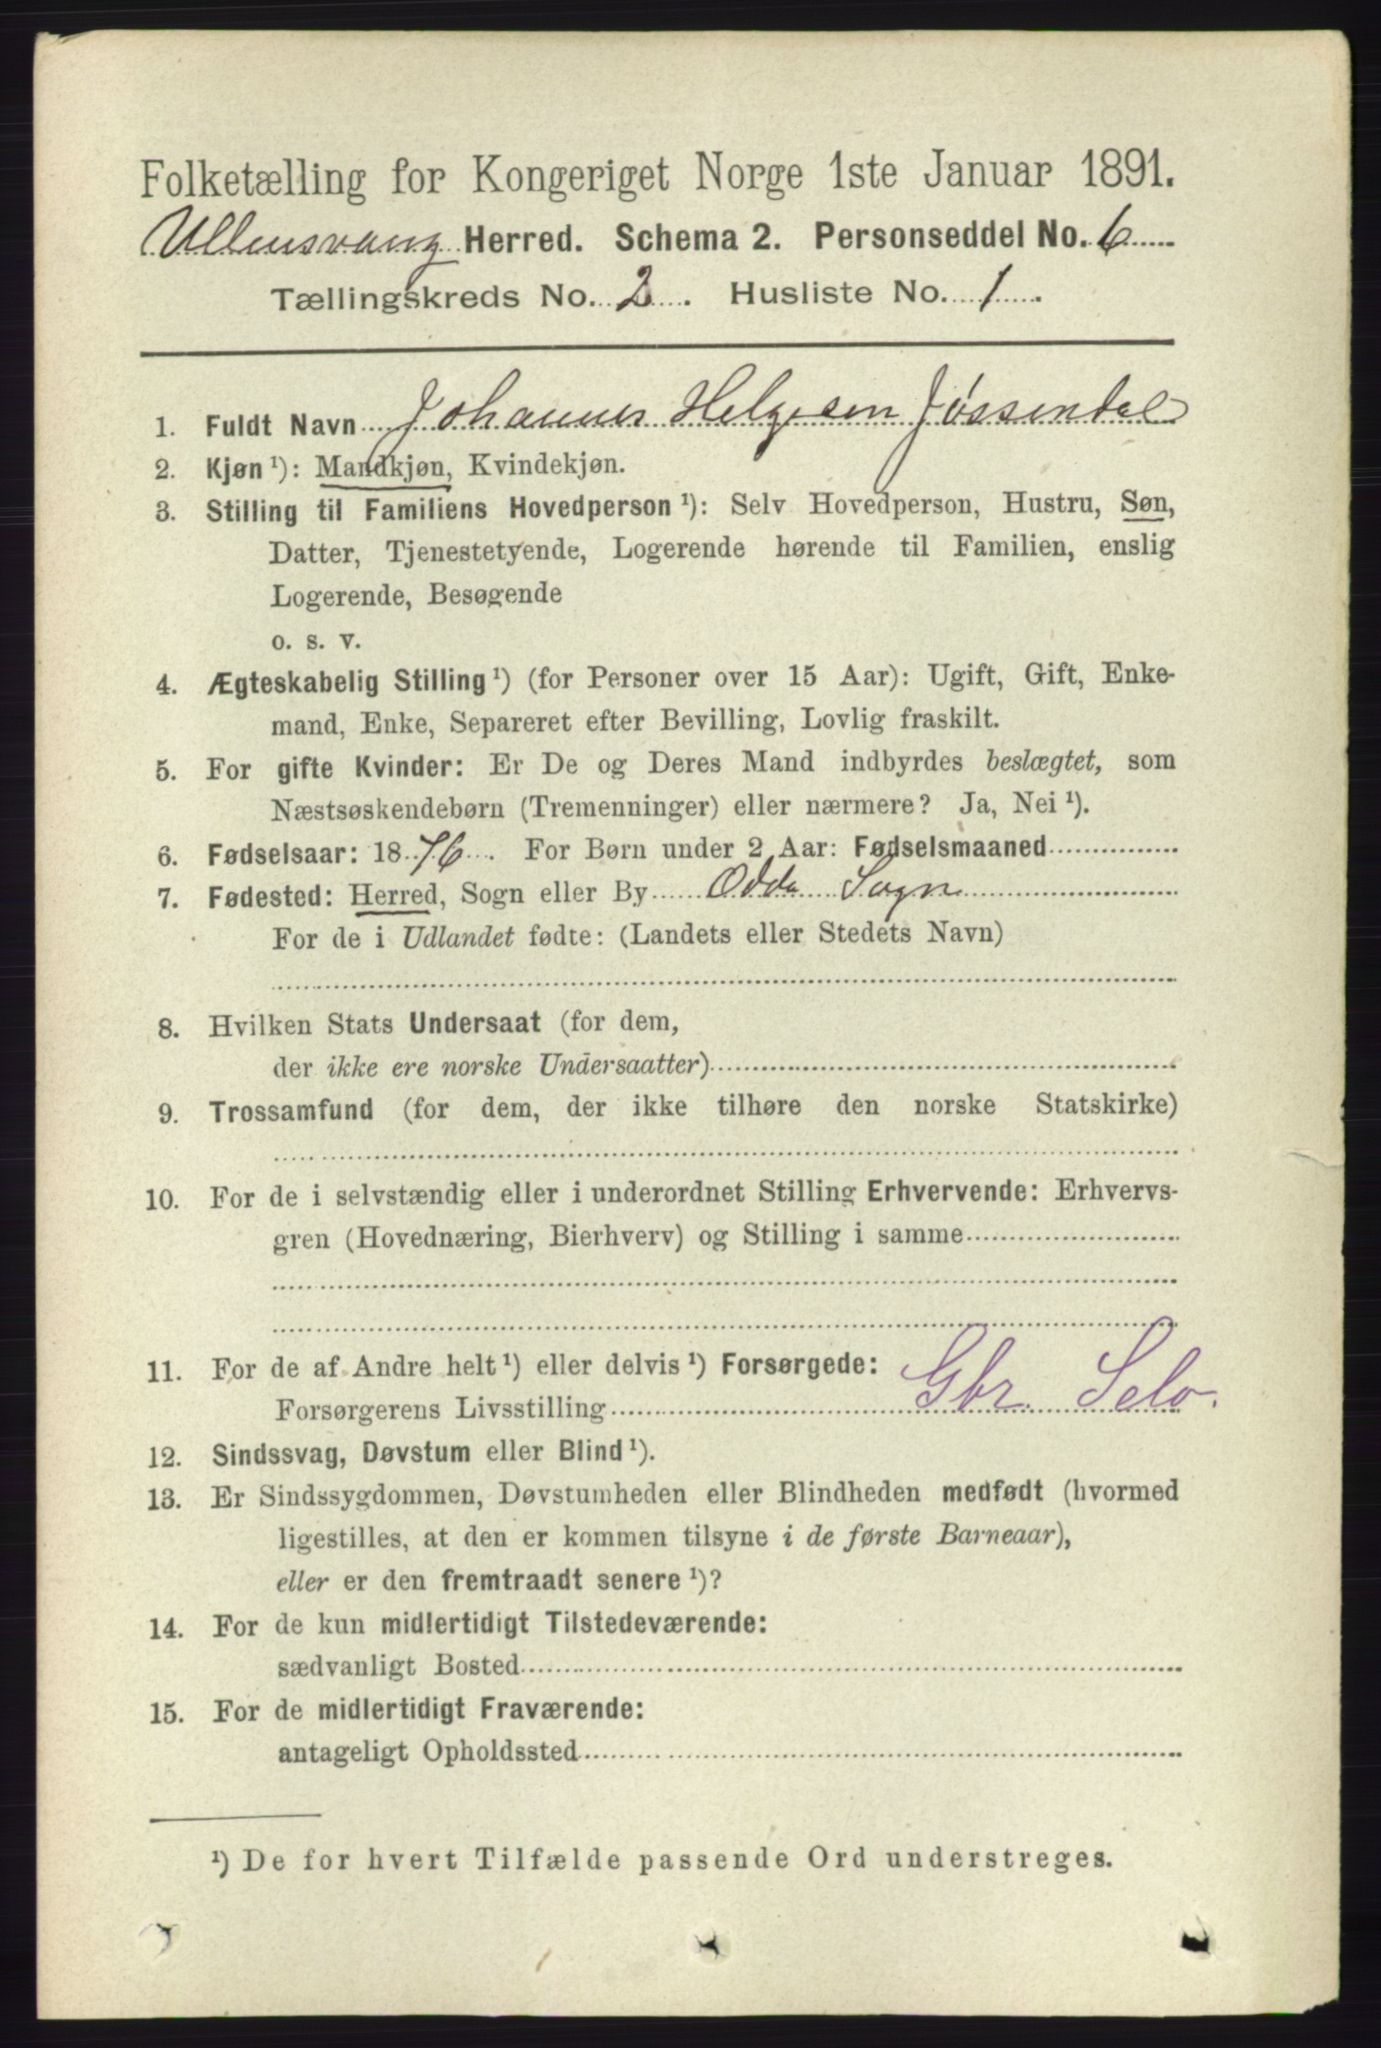 Folketælling for Kongeriget Norge 1ste Januar 1891.
Ullensvang Herred. Schema 2. Personseddel No. 6
Tællingskreds No. 2. Husliste No. 1.
1. Fuldt Navn Johannes Helgesen Jøssendal
2. Kjøn ¹): Mandkjøn, Kvindekjøn.
3. Stilling til Familiens Hovedperson ¹): Selv Hovedperson, Hustru, Søn,
Datter, Tjenestetyende, Logerende hørende til Familien, enslig
Logerende, Besøgende
o. s. v.
4. Ægteskabelig Stilling ¹) (for Personer over 15 Aar): Ugift, Gift, Enke-
mand, Enke, Separeret efter Bevilling, Lovlig fraskilt.
5. For gifte Kvinder: Er De og Deres Mand indbyrdes beslægtet, som
Næstsøskendebørn (Tremenninger) eller nærmere? Ja, Nei ¹).
6. Fødselsaar: 1876. For Børn under 2 Aar: Fødselsmaaned
7. Fødested: Herred, Sogn eller By Odda Sogn
For de i Udlandet fødte: (Landets eller Stedets Navn)
8. Hvilken Stats Undersaat (for dem,
der ikke ere norske Undersaatter)
9. Trossamfund (for dem, der ikke tilhøre den norske Statskirke)
10. For de i selvstændig eller i underordnet Stilling Erhvervende: Erhvervs-
gren (Hovednæring, Bierhverv) og Stilling i samme
11. For de af Andre helt ¹) eller delvis ¹) Forsørgede:
Forsørgerens Livsstilling Gbr. Selv.
12. Sindssvag, Døvstum eller Blind ¹).
13. Er Sindssygdommen, Døvstumheden eller Blindheden medfødt (hvormed
ligestilles, at den er kommen tilsyne i de første Barneaar),
eller er den fremtraadt senere ¹)?
14. For de kun midlertidigt Tilstedeværende:
sædvanligt Bosted
15. For de midlertidigt Fraværende:
antageligt Opholdssted
¹) De for hvert Tilfælde passende Ord understreges.